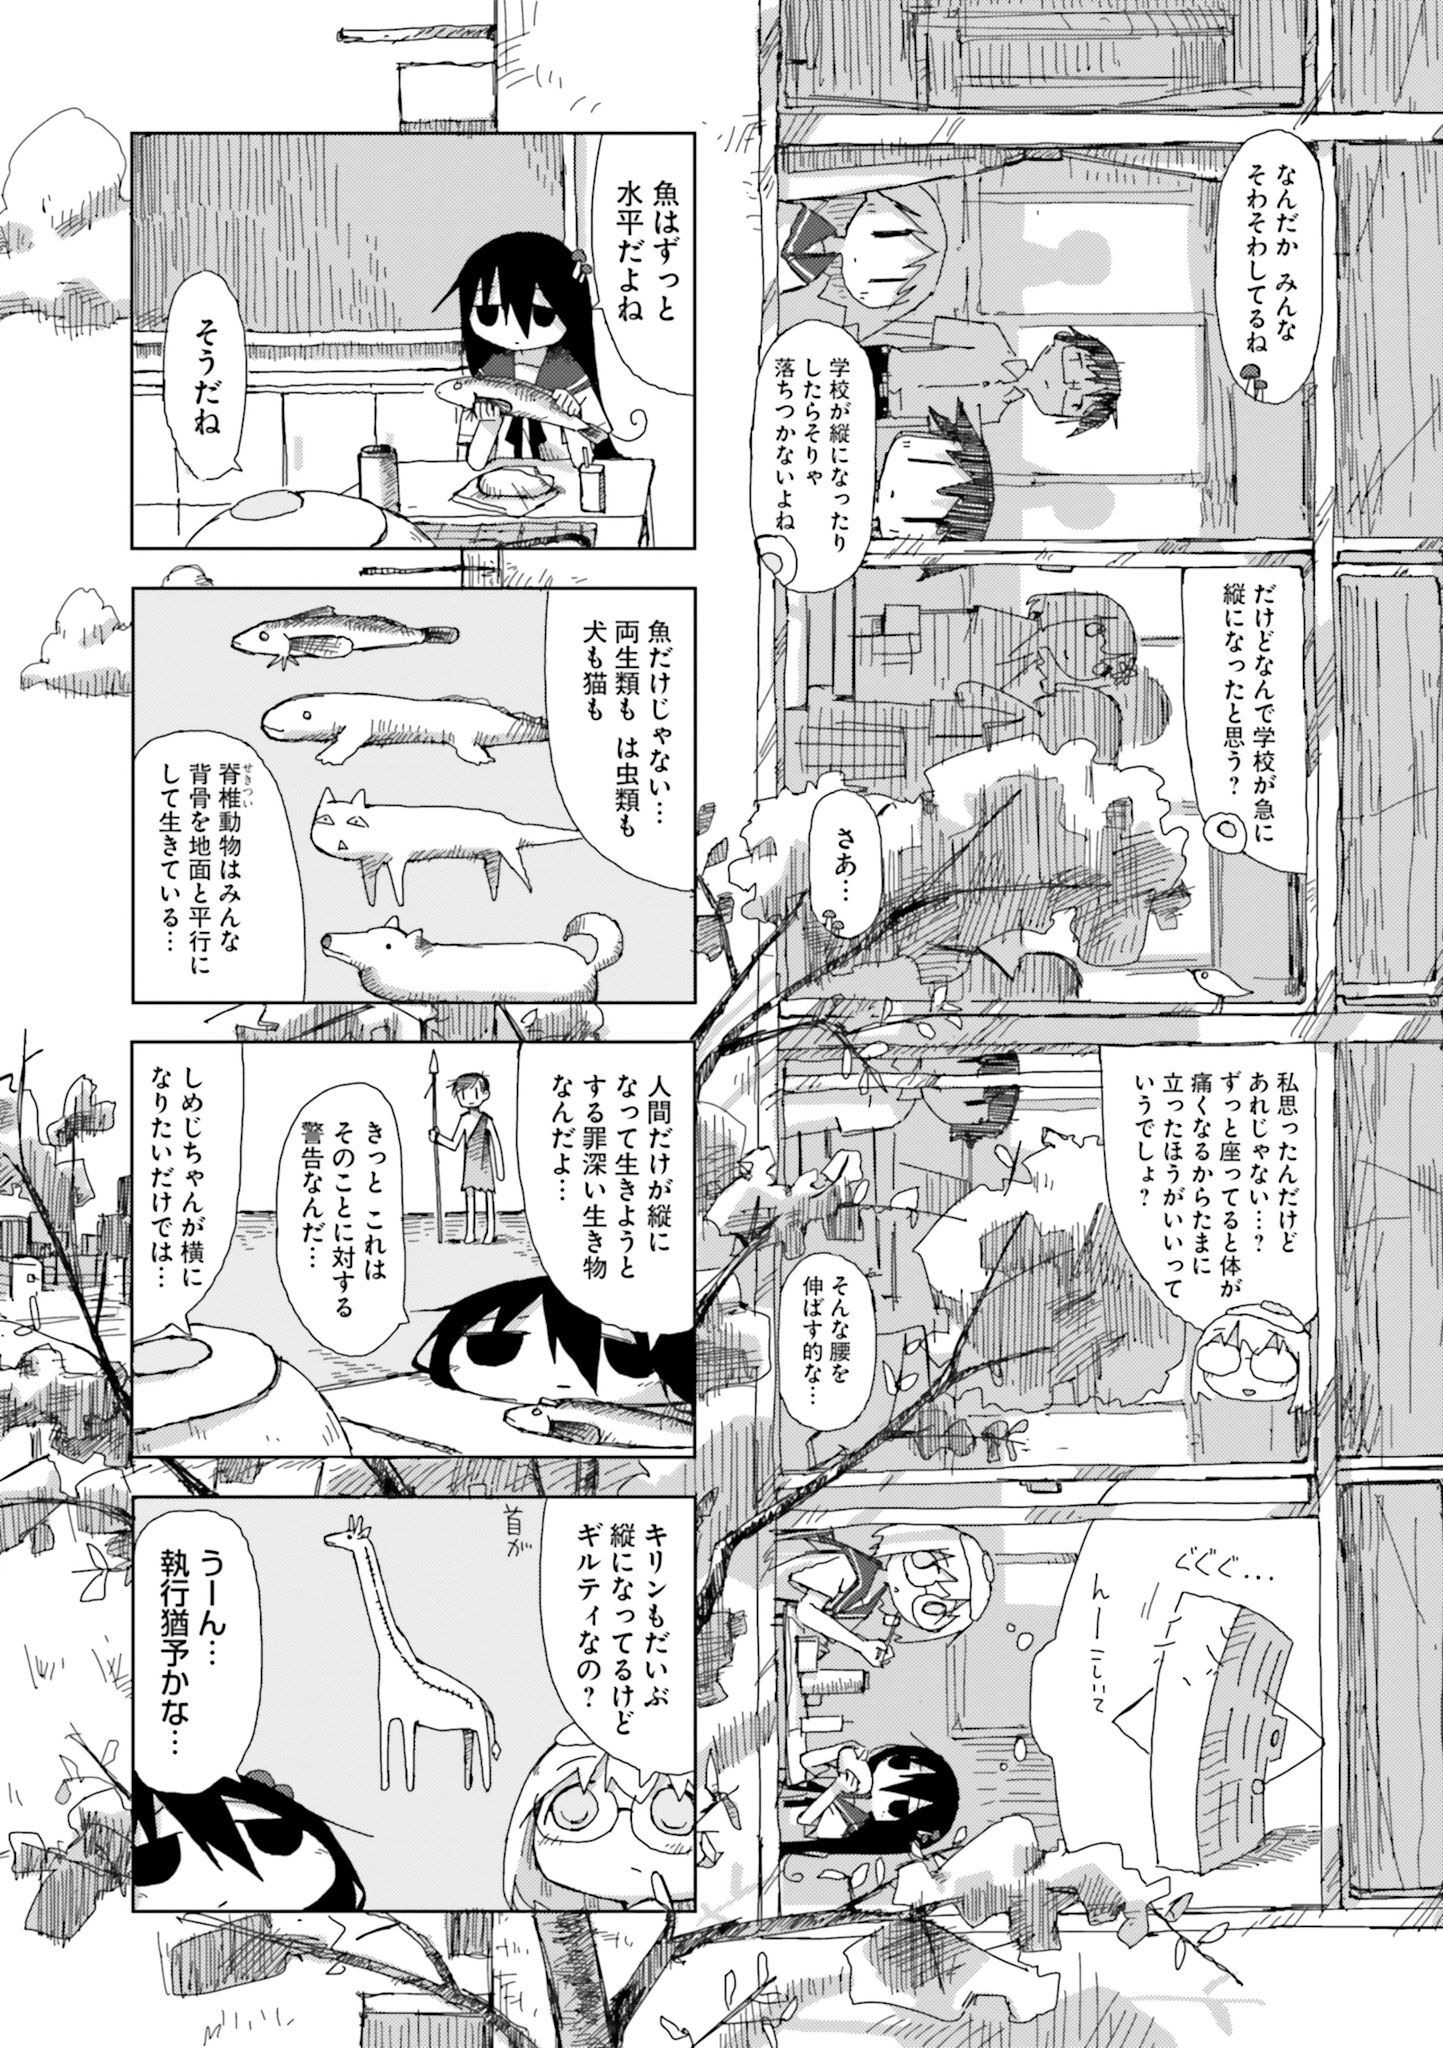 なんだか みんな
そわそわしてるね
学校が縦になったり
したらそりゃ
落ちつかないよね
だけどなんで学校が急に
縦になったと思う?
さあ…
私思ったんだけど
あれじゃない…?
ずっと座ってると体が
痛くなるからたまに
立ったほうがいいって
いうでしょ?
そんな腰を
伸ばす的な…
ぐぐぐ…
んーーこしいて
魚はずっと
水平だよね
そうだね
魚だけじゃない…
両生類も は虫類も
犬も猫も
脊椎動物はみんな
せきつい
背骨を地面と平行に
して生きている…
人間だけが縦に
なって生きようと
する罪深い生き物
なんだよ…
きっと これは
そのことに対する
警告なんだ…
しめじちゃんが横に
なりたいだけでは…
キリンもだいぶ
縦になってるけど
ギルティなの?
首が
うーん…
執行猶予かな…